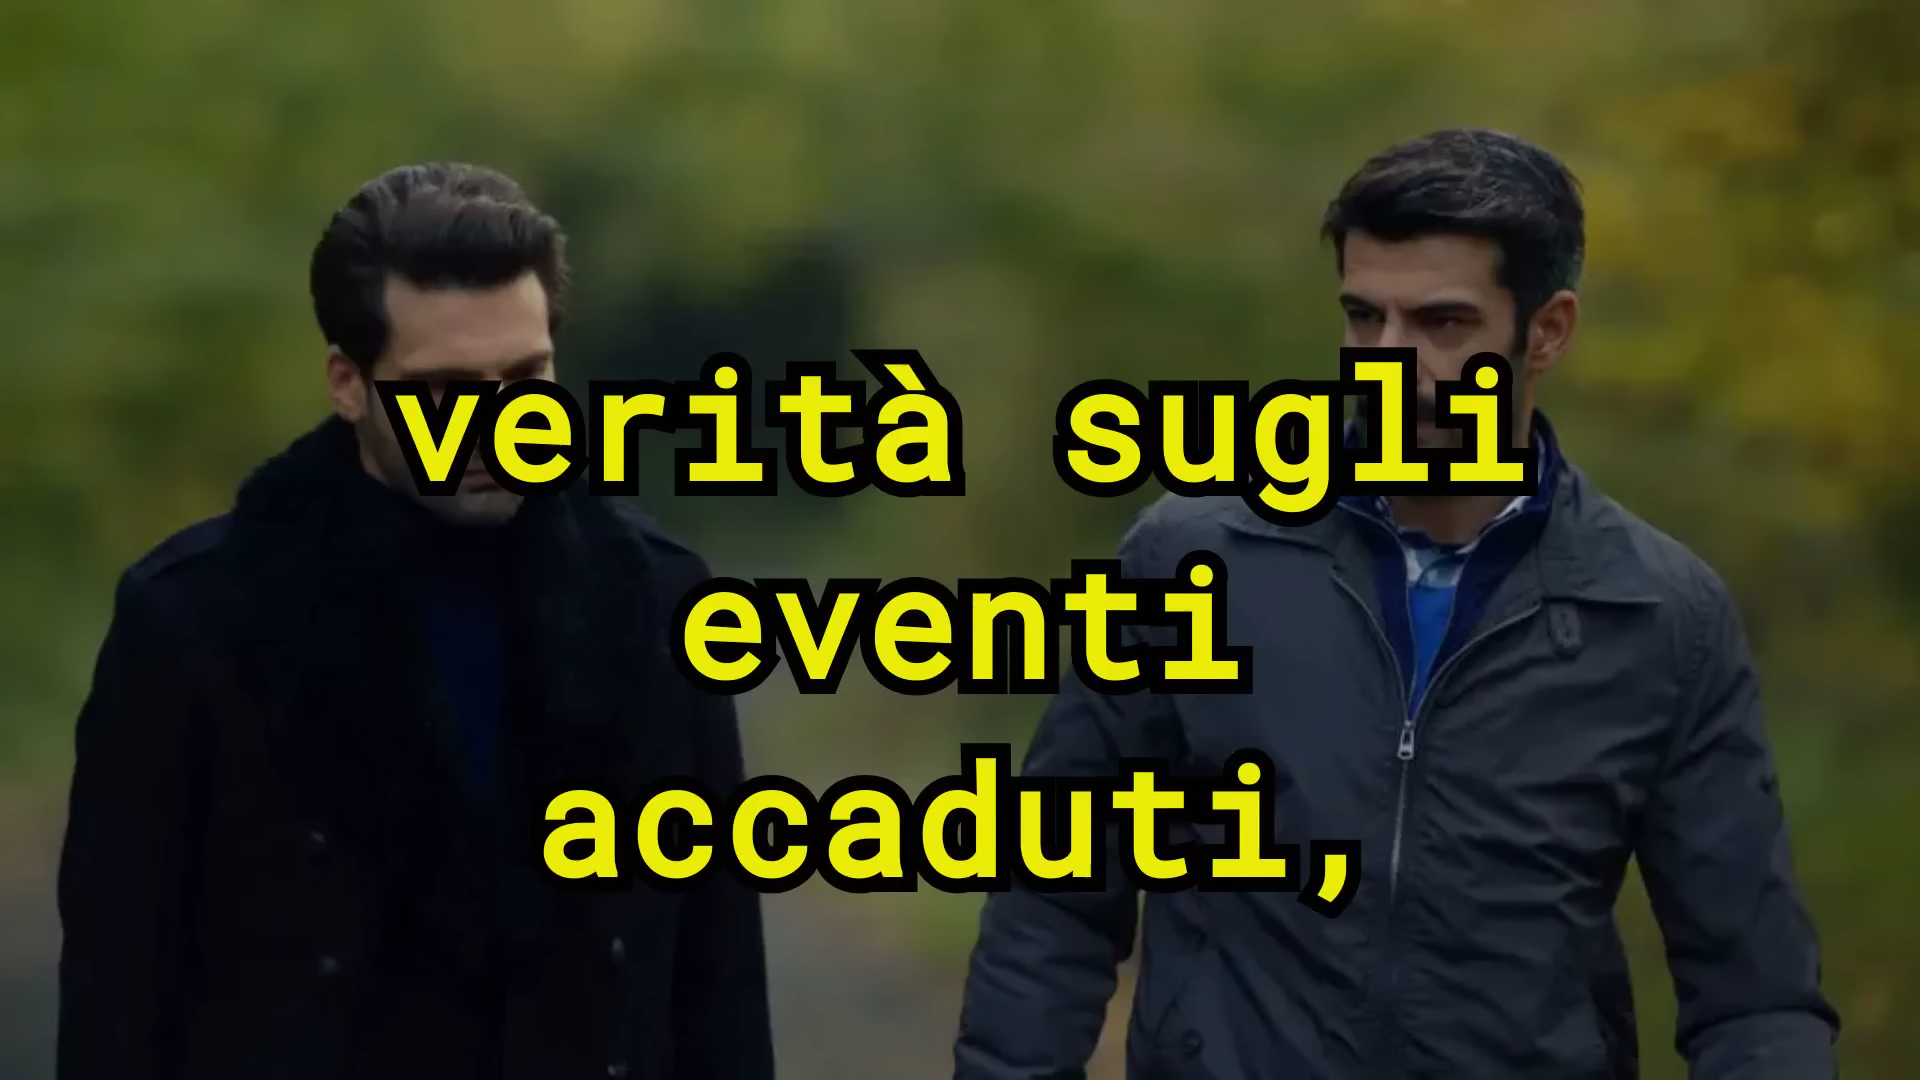 verità sugli
eventi
accaduti,